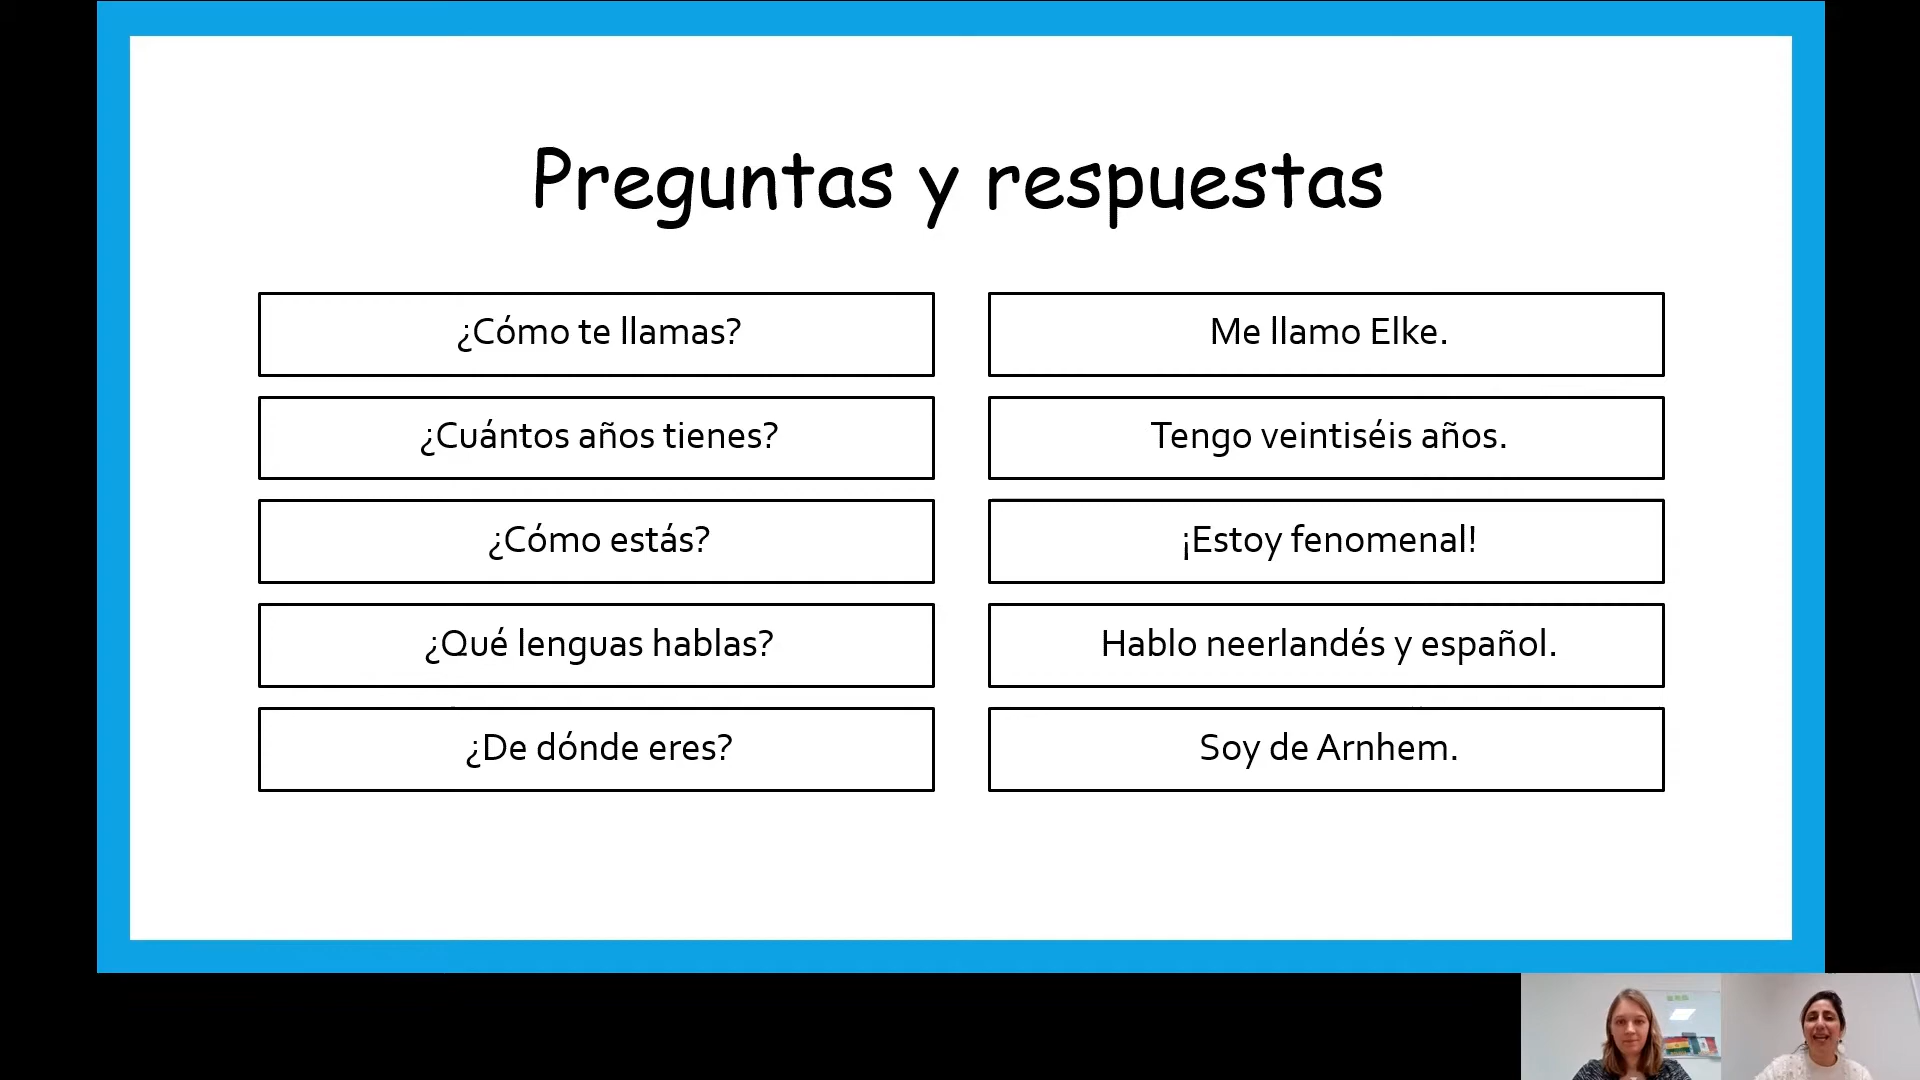 Preguntas y respuestas
¿Cómo te llamas?
Me llamo Elke.
¿Cuántos años tienes?
Tengo veintiséis años.
¿Cómo estás?
¡Estoy fenomenal!
¿Qué lenguas hablas?
Hablo neerlandés y español.
¿De dónde eres?
Soy de Arnhem.